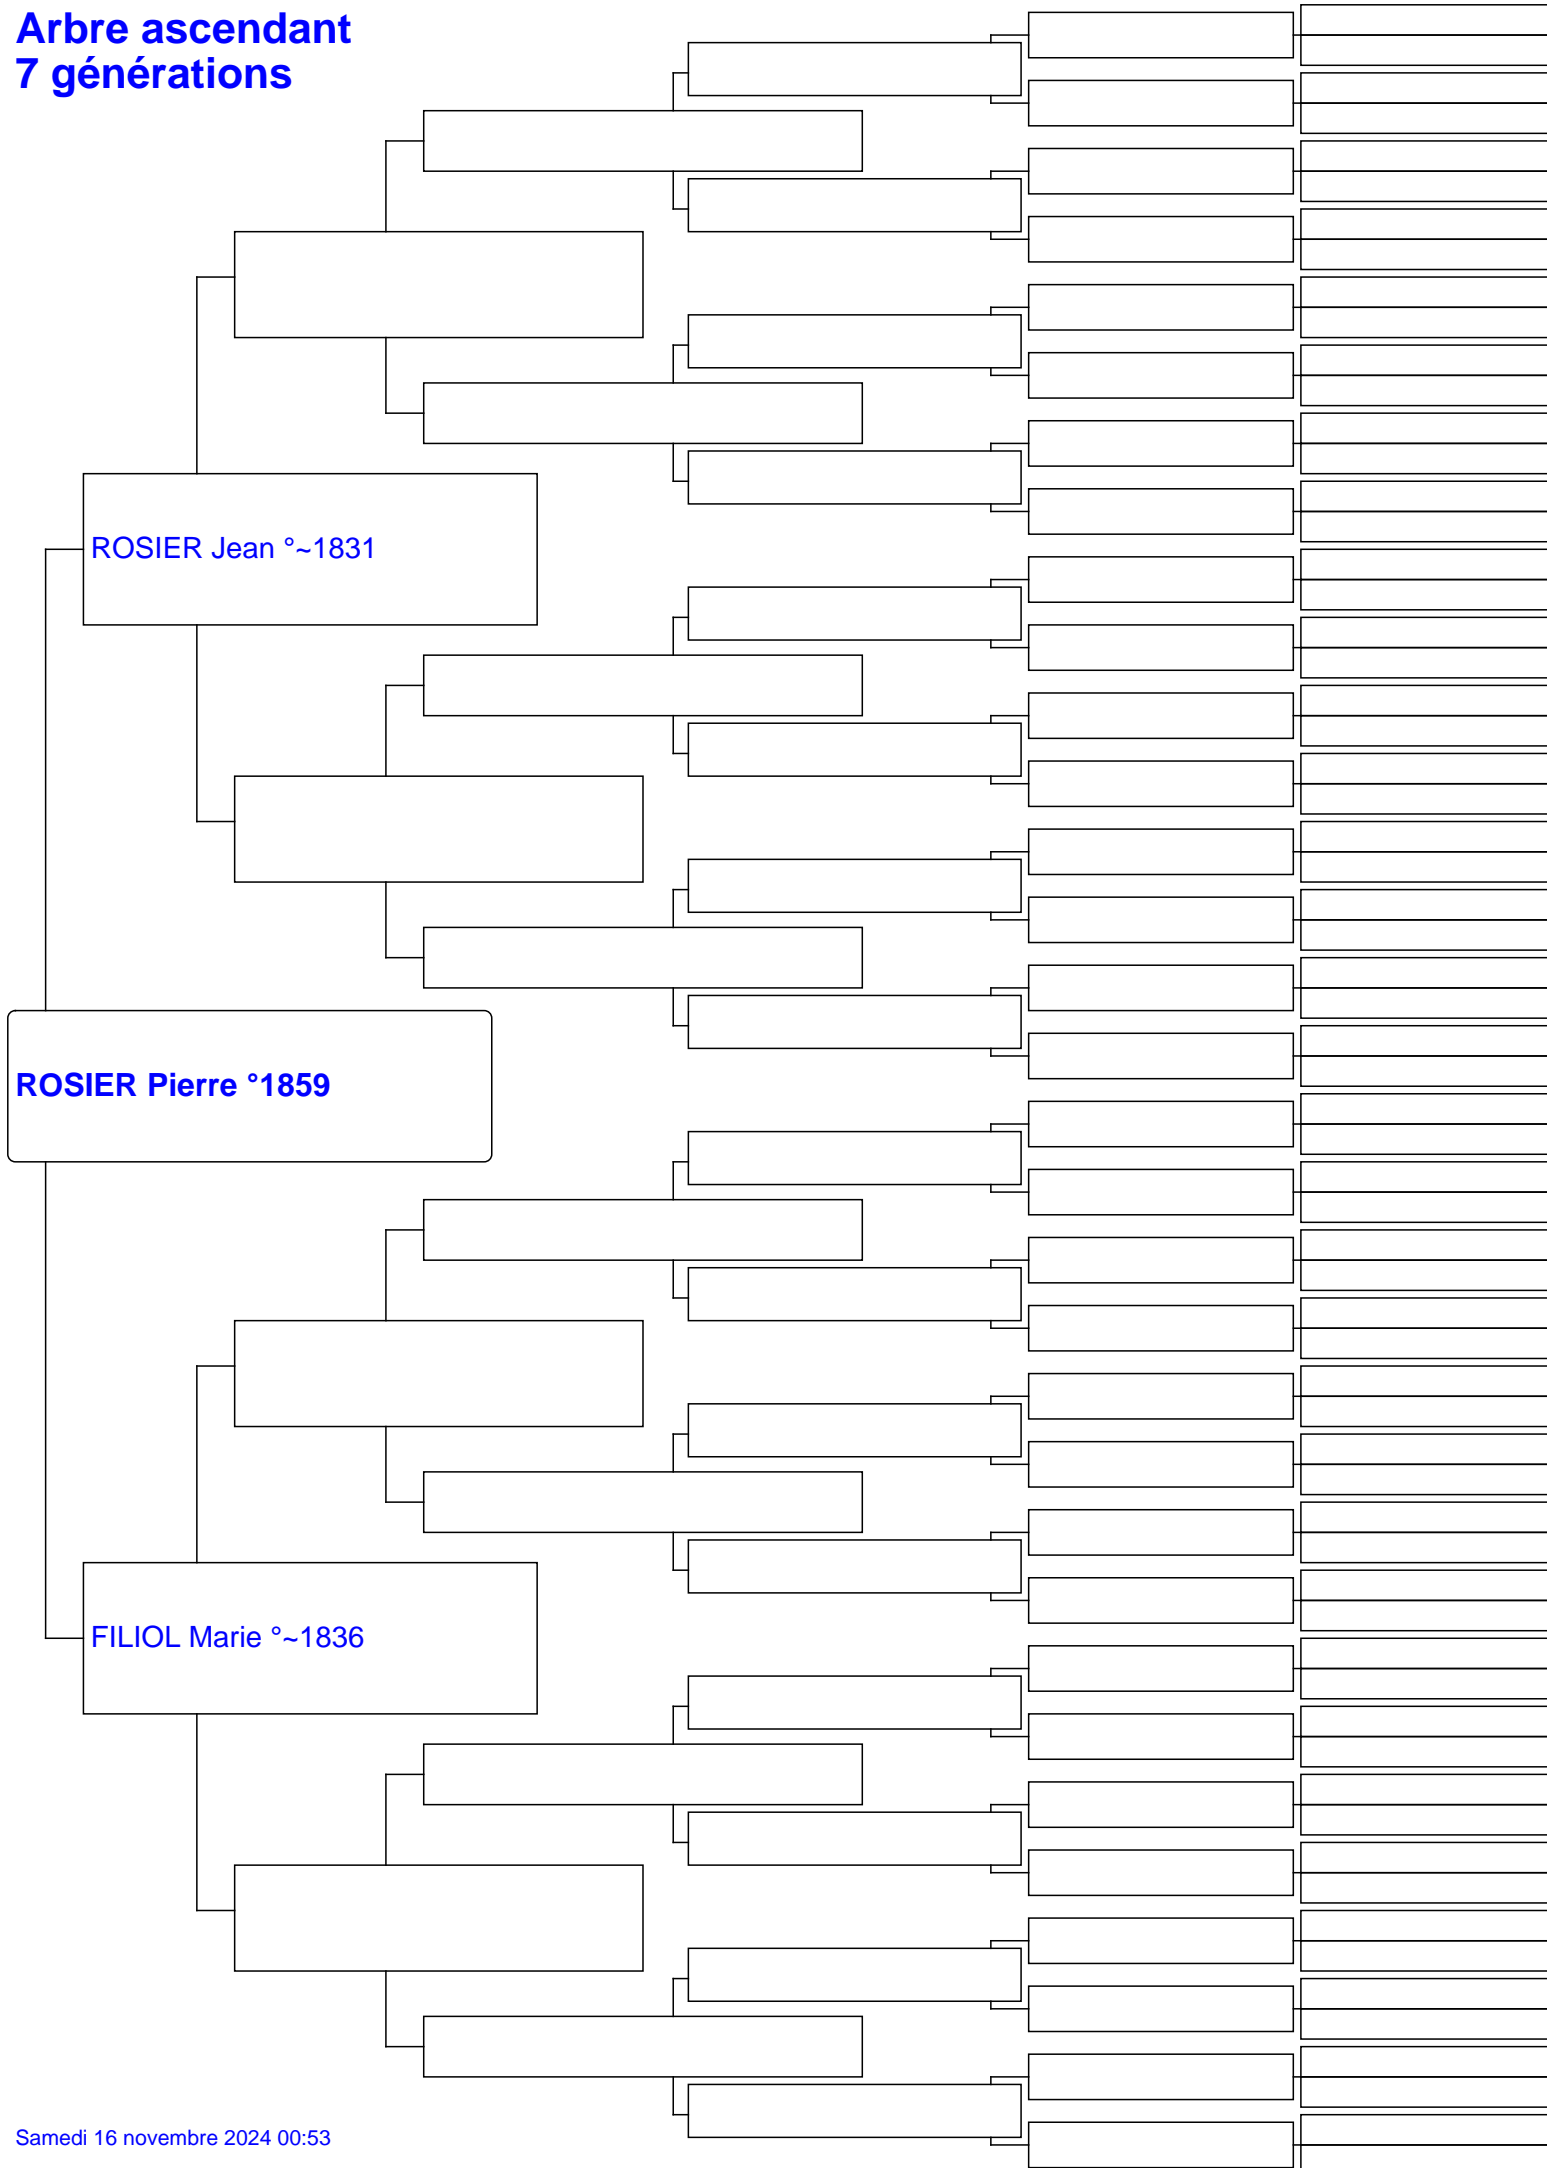 Arbre ascendant
7 générations
ROSIER Jean °~1831
ROSIER Pierre °1859
FILIOL Marie °~1836
Samedi 16 novembre 2024 00:53